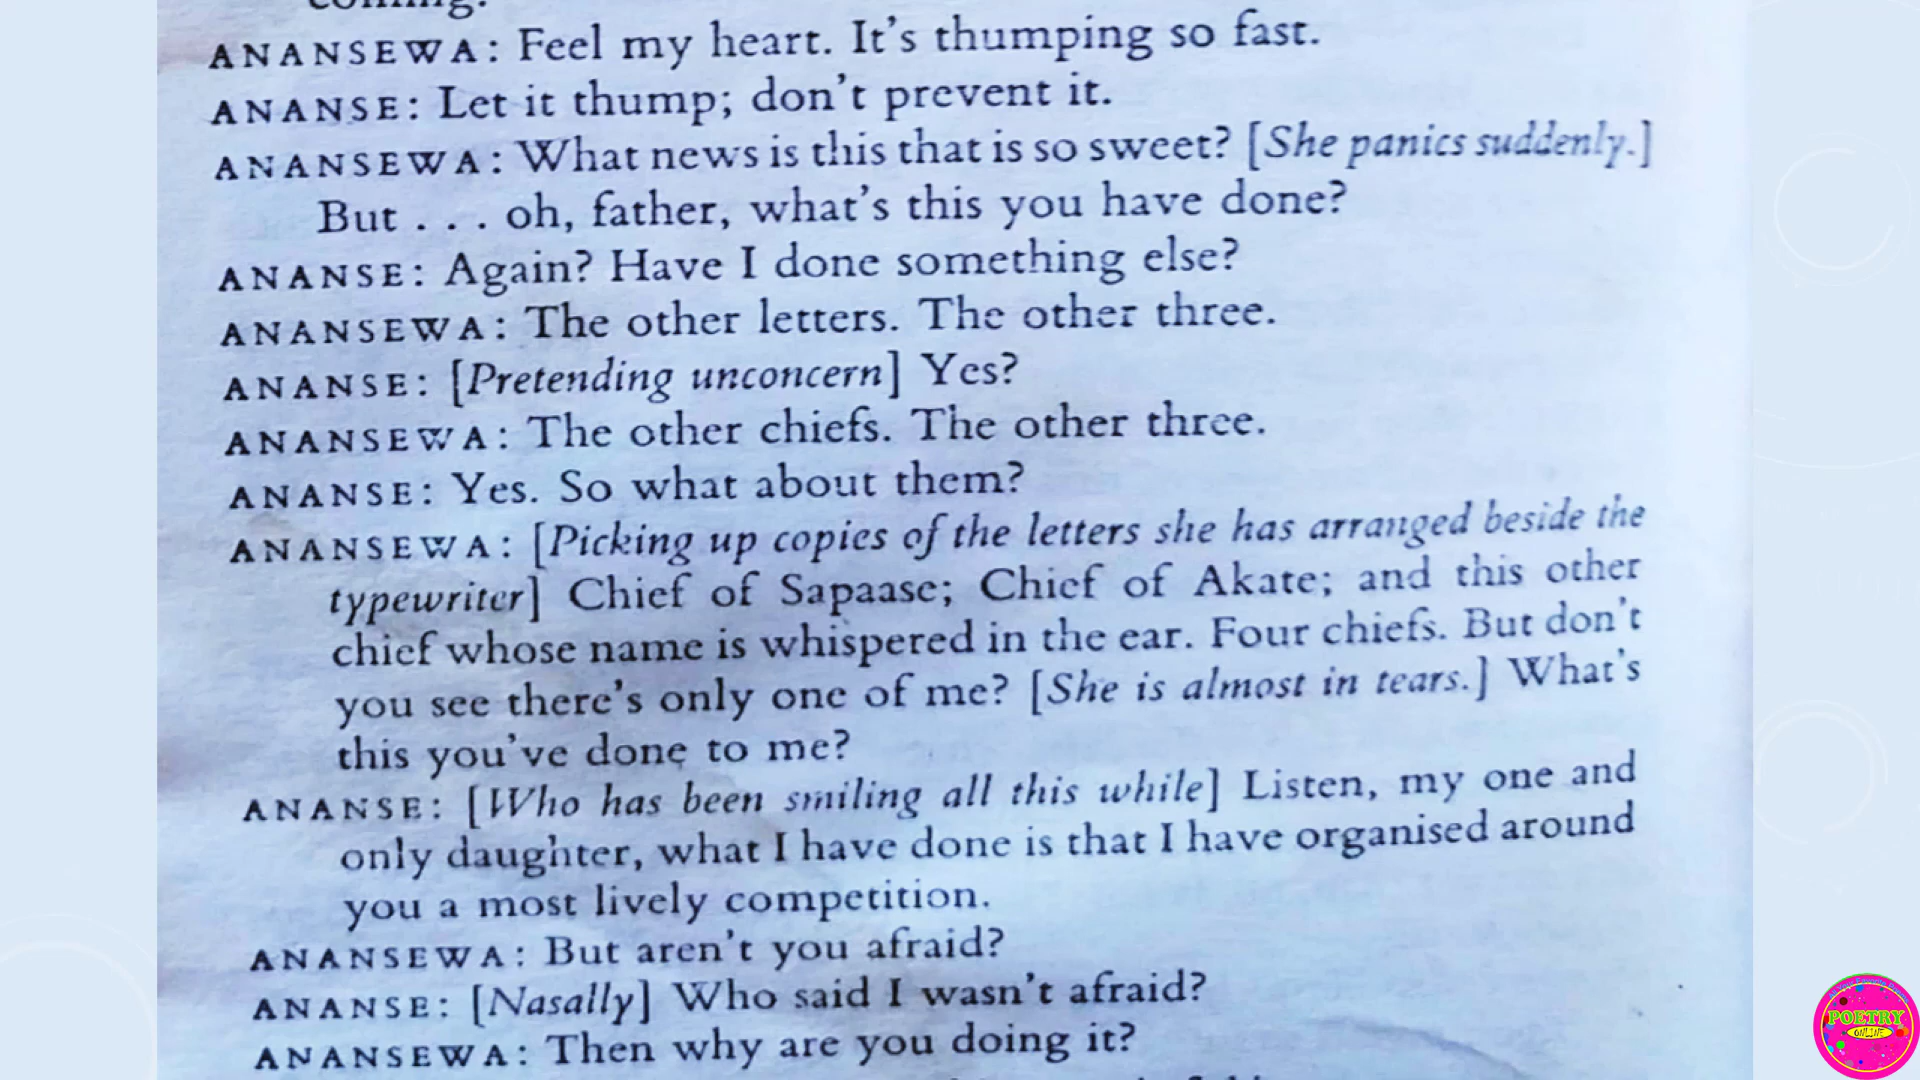 coming.
ANANSEWA: Feel my heart. It's thumping so fast.
ANANSE: Let it thump; don't prevent it.
ANANSEWA: What news is this that is so sweet? [She panics suddenly.]
But . . . oh, father, what's this you have done?
ANANSE: Again? Have I done something else?
ANANSEWA: The other letters. The other three.
ANANSE: [Pretending unconcern] Yes?
ANANSEWA: The other chiefs. The other three.
ANANSE: Yes. So what about them?
ANANSEWA: [Picking up copies of the letters she has arranged beside the
typewriter] Chief of Sapaase; Chief of Akate; and this other
chief whose name is whispered in the ear. Four chiefs. But don't
you see there's only one of me? [She is almost in tears.] What's
this you've done to me?
ANANSE: [Who has been smiling all this while] Listen, my one and
only daughter, what I have done is that I have organised around
you a most lively competition.
ANANSEWA: But aren't you afraid?
ANANSE: [Nasally] Who said I wasn't afraid?
ANANSEWA: Then why are you doing it?
POETRY
ONLINE